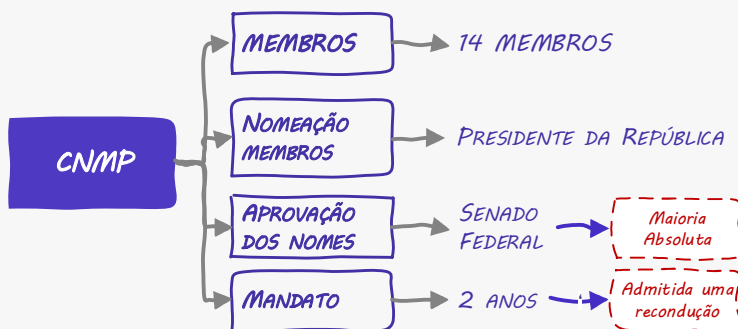 CNMP
MEMBROS
14 MEMBROS
NOMEAÇÃO
MEMBROS
PRESIDENTE DA REPÚBLICA
APROVAÇÃO
DOS NOMES
SENADO
FEDERAL
Maioria
Absoluta
MANDATO
2 ANOS
Admitida uma
recondução